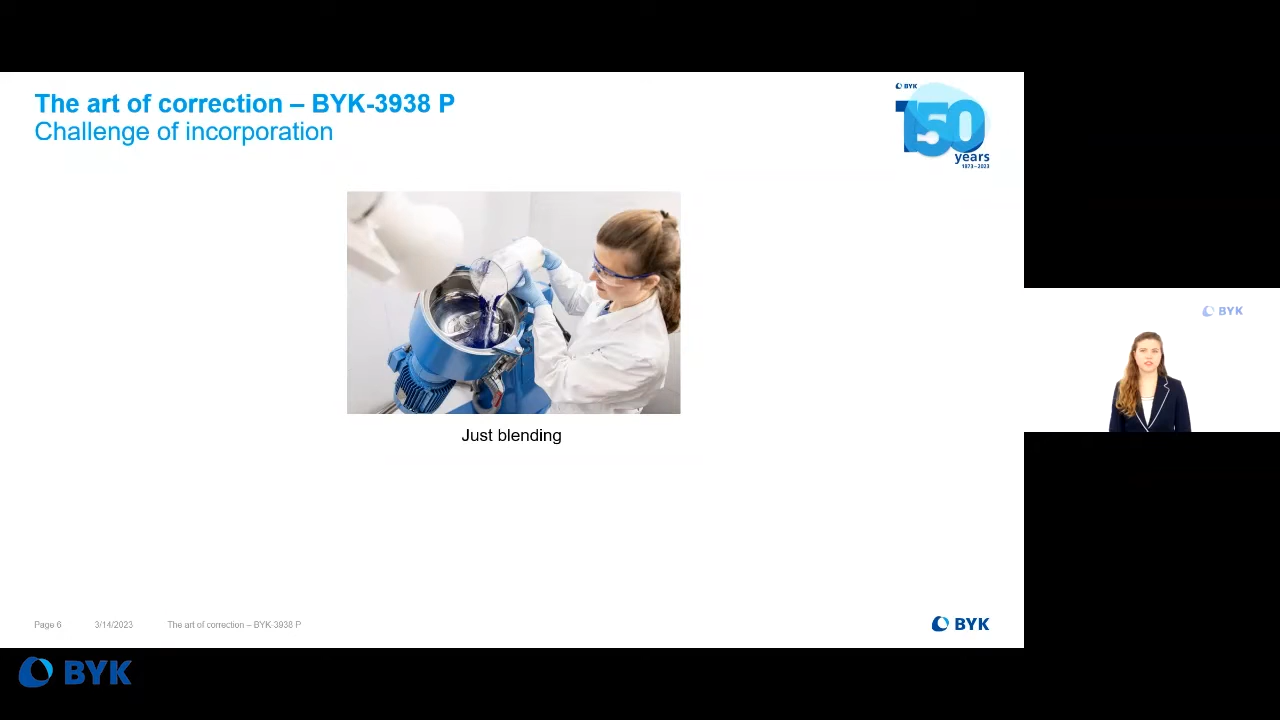 The art of correction – BYK-3938 P
Challenge of incorporation
BYK
150
years
1873–2023
Just blending
BYK
Page 6 3/14/2023 The art of correction – BYK-3938 P
BYK
BYK